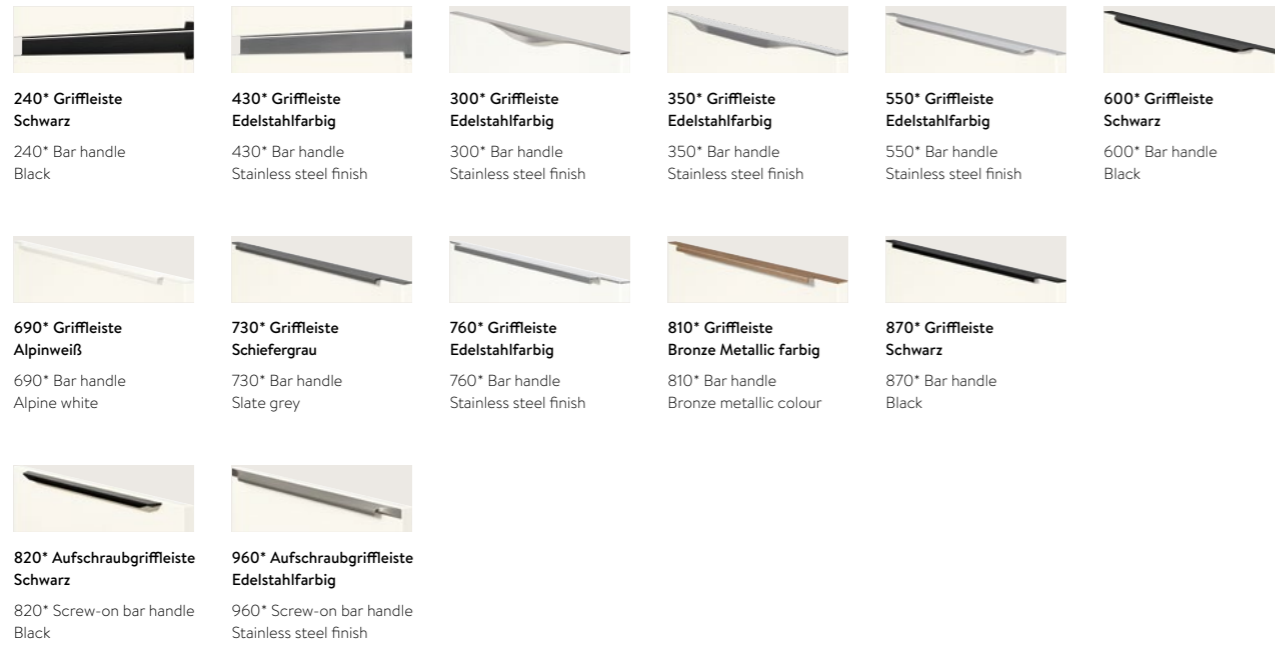 240* Griffleiste
Schwarz
240* Bar handle
Black
430* Griffleiste
Edelstahlfarbig
430* Bar handle
Stainless steel finish
300* Griffleiste
Edelstahlfarbig
300* Bar handle
Stainless steel finish
350* Griffleiste
Edelstahlfarbig
350* Bar handle
Stainless steel finish
550* Griffleiste
Edelstahlfarbig
550* Bar handle
Stainless steel finish
600* Griffleiste
Schwarz
600* Bar handle
Black
690* Griffleiste
Alpinweiß
690* Bar handle
Alpine white
730* Griffleiste
Schiefergrau
730* Bar handle
Slate grey
760* Griffleiste
Edelstahlfarbig
760* Bar handle
Stainless steel finish
810* Griffleiste
Bronze Metallic farbig
810* Bar handle
Bronze metallic colour
870* Griffleiste
Schwarz
870* Bar handle
Black
820* Aufschraubgriffleiste
Schwarz
820* Screw-on bar handle
Black
960* Aufschraubgriffleiste
Edelstahlfarbig
960* Screw-on bar handle
Stainless steel finish